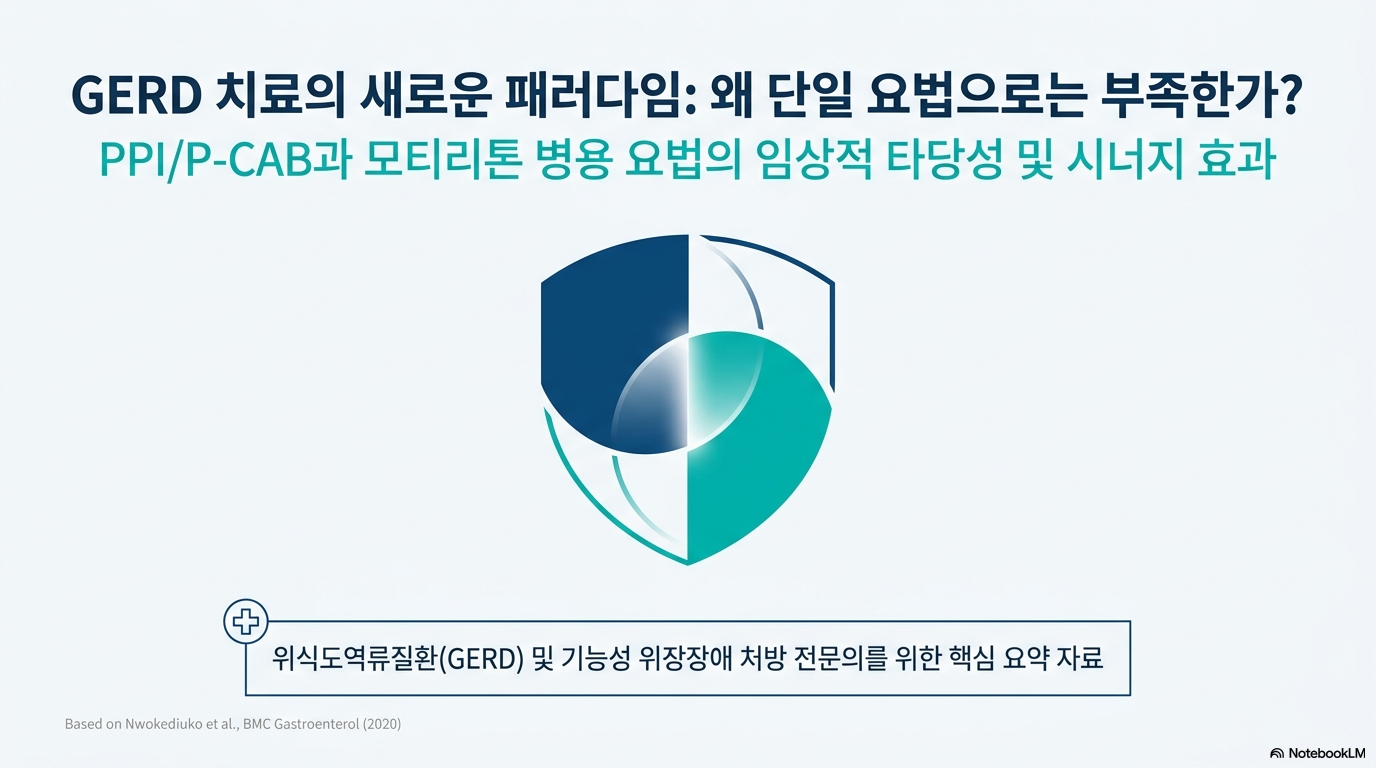 GERD 치료의 새로운 패러다임: 왜 단일 요법으로는 부족한가?
PPI/P-CAB과 모티리톤 병용 요법의 임상적 타당성 및 시너지 효과
위식도역류질환(GERD) 및 기능성 위장장애 처방 전문의를 위한 핵심 요약 자료
Based on Nwokediuko et al., BMC Gastroenterol (2020)
NotebookLM